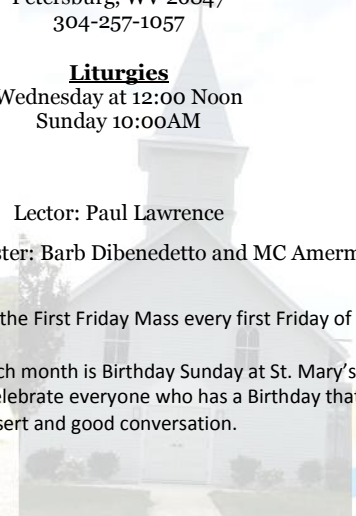 Petersburg, WV 26847
304-257-1057
Liturgies
Wednesday at 12:00 Noon
Sunday 10:00AM
Lector: Paul Lawrence
ster: Barb Dibenedetto and MC Amerm
the First Friday Mass every first Friday of
ch month is Birthday Sunday at St. Mary’s
elebrate everyone who has a Birthday that
sert and good conversation.